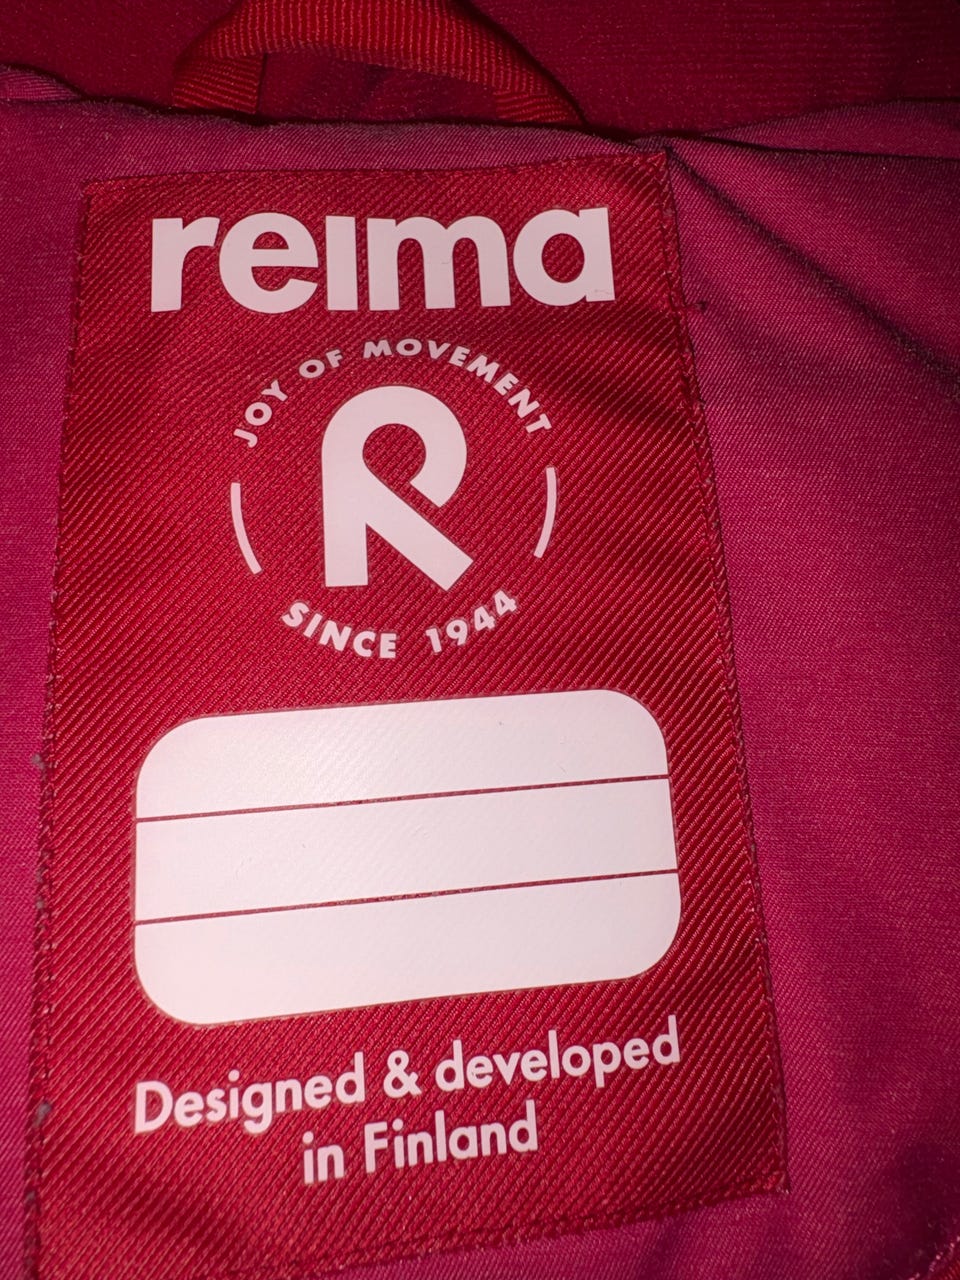 reima
JOY OF MOVEMENT
R
SINCE 1944
Designed & developed
in Finland